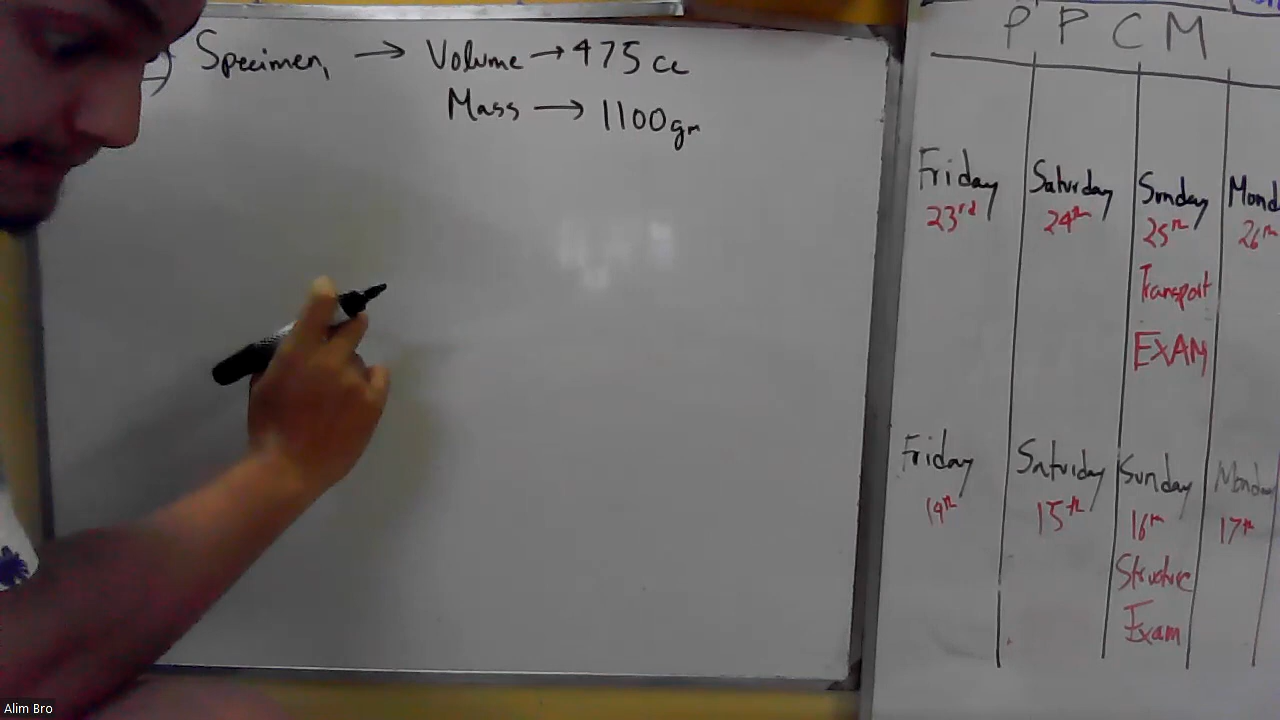 Specimen, → Volume → 475 cc
Mass → 1100 gm
P P C M
Friday Saturday Sunday Mond
23rd 24th 25th 26th
Transport
EXAM
Friday Saturday Sunday Monday
14th 15th 16th 17th
Structure
Exam
Alim Bro